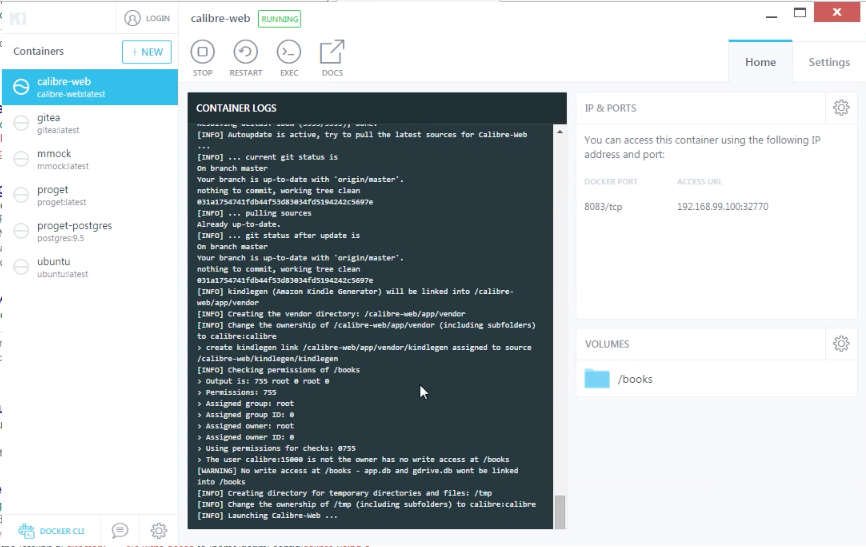 K!
LOGIN
Containers
+ NEW
calibre-web
calibre-web:latest
gitea
gitea:latest
mmock
mmock:latest
proget
proget:latest
proget-postgres
postgres:9.5
ubuntu
ubuntu:latest
DOCKER CLI
calibre-web RUNNING
STOP RESTART EXEC DOCS
Home Settings
CONTAINER LOGS
[INFO] Autoupdate is active, try to pull the latest sources for Calibre-Web
...
[INFO] ... current git status is
On branch master
Your branch is up-to-date with 'origin/master'.
nothing to commit, working tree clean
031a1754741fdb44f53d83034fd5194242c5697e
[INFO] ... pulling sources
Already up-to-date.
[INFO] ... git status after update is
On branch master
Your branch is up-to-date with 'origin/master'.
nothing to commit, working tree clean
031a1754741fdb44f53d83034fd5194242c5697e
[INFO] kindlegen (Amazon Kindle Generator) will be linked into /calibre-
web/app/vendor
[INFO] Creating the vendor directory: /calibre-web/app/vendor
[INFO] Change the ownership of /calibre-web/app/vendor (including subfolders)
to calibre:calibre
> create kindlegen link /calibre-web/app/vendor/kindlegen assigned to source
/calibre-web/kindlegen/kindlegen
[INFO] Checking permissions of /books
> Output is: 755 root 0 root 0
> Permissions: 755
> Assigned group: root
> Assigned group ID: 0
> Assigned owner: root
> Assigned owner ID: 0
> Using permissions for checks: 0755
> The user calibre:15000 is not the owner has no write access at /books
[WARNING] No write access at /books - app.db and gdrive.db wont be linked
into /books
[INFO] Creating directory for temporary directories and files: /tmp
[INFO] Change the ownership of /tmp (including subfolders) to calibre:calibre
[INFO] Launching Calibre-Web ...
IP & PORTS
You can access this container using the following IP
address and port:
DOCKER PORT ACCESS URL
8083/tcp 192.168.99.100:32770
VOLUMES
/books